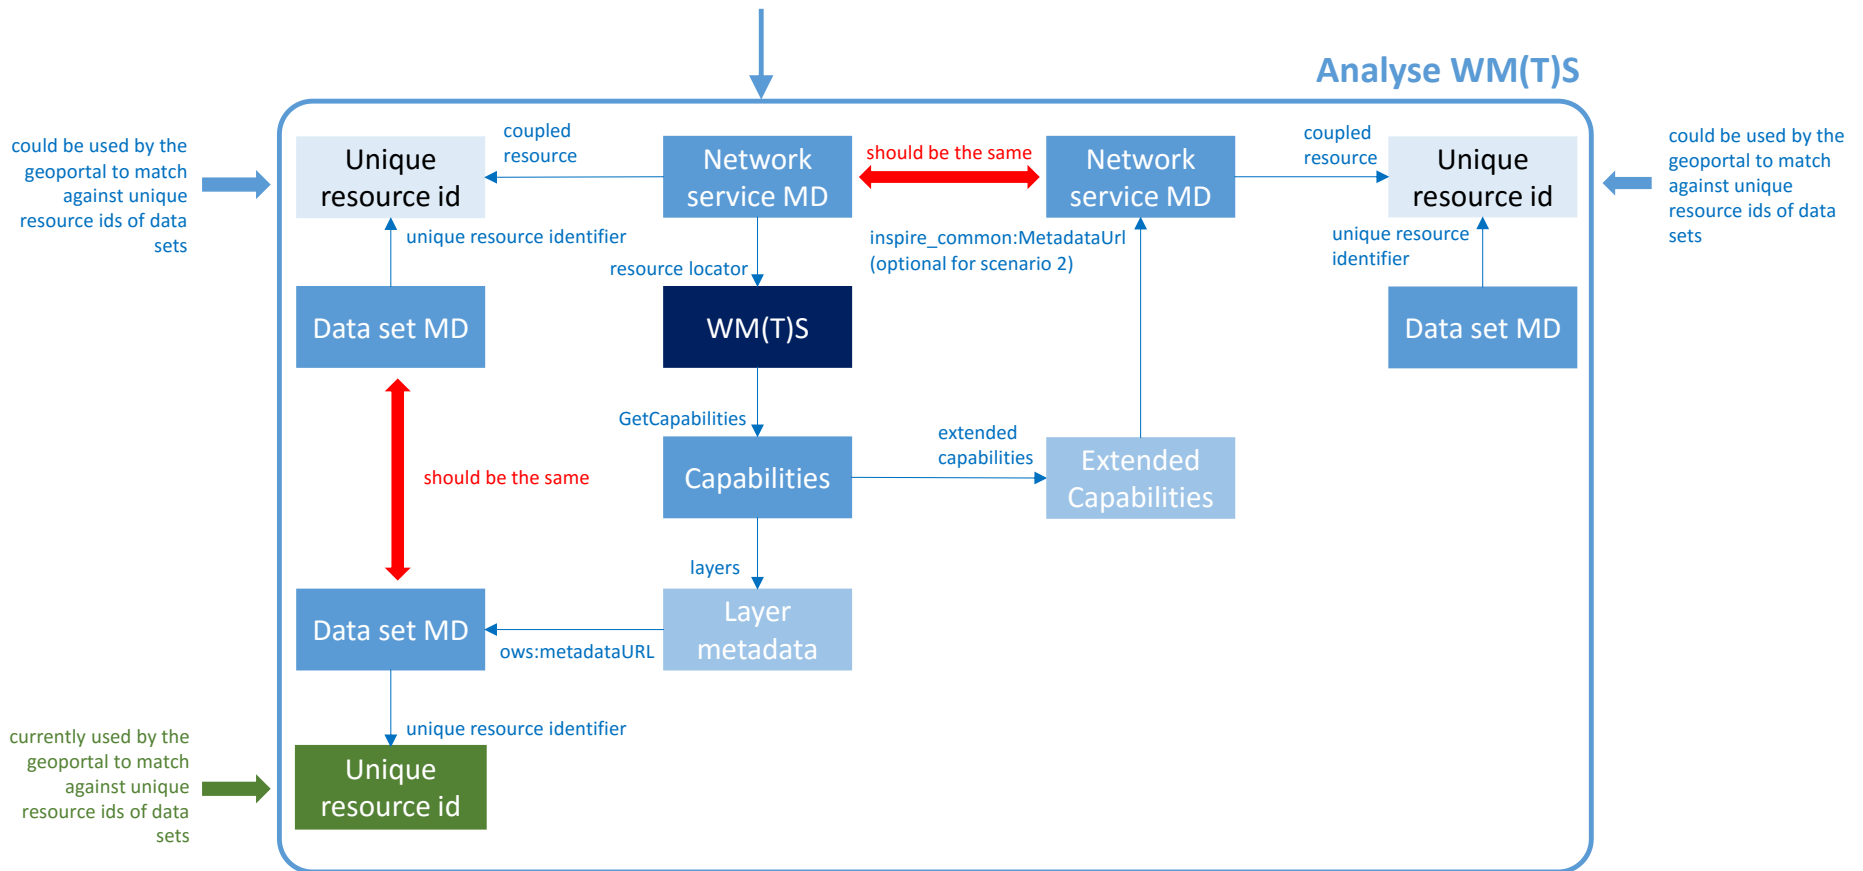 Analyse WM(T)S
could be used by the
geoportal to match
against unique
resource ids of data
sets
Unique
resource id
coupled
resource
Network
service MD
should be the same
Network
service MD
coupled
resource
Unique
resource id
could be used by the
geoportal to match
against unique
resource ids of data
sets
unique resource identifier
resource locator
inspire_common:MetadataUrl
(optional for scenario 2)
unique resource
identifier
Data set MD
WM(T)S
Data set MD
GetCapabilities
should be the same
Capabilities
extended
capabilities
Extended
Capabilities
layers
Data set MD
ows:metadataURL
Layer
metadata
unique resource identifier
currently used by the
geoportal to match
against unique
resource ids of data
sets
Unique
resource id